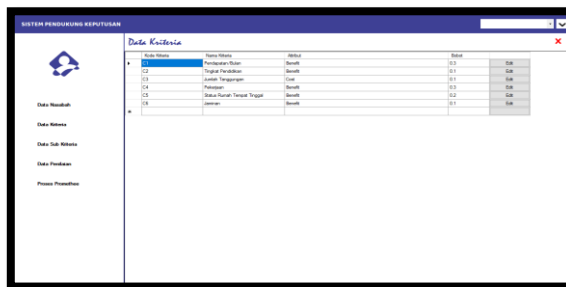 SISTEM PENDUKUNG KEPUTUSAN
Data Kriteria
Kode Kriteria Nama Kriteria Atribut Bobot
C1 Pendapatan/Bulan Benefit 0.3 Edit
C2 Tingkat Pendidikan Benefit 0.1 Edit
C3 Jumlah Tanggungan Cost 0.1 Edit
C4 Pekerjaan Benefit 0.3 Edit
C5 Status Rumah Tempat Tinggal Benefit 0.2 Edit
C6 Jaminan Benefit 0.1 Edit
Data Nasabah
Data Kriteria
Data Sub Kriteria
Data Penilaian
Proses Promethee